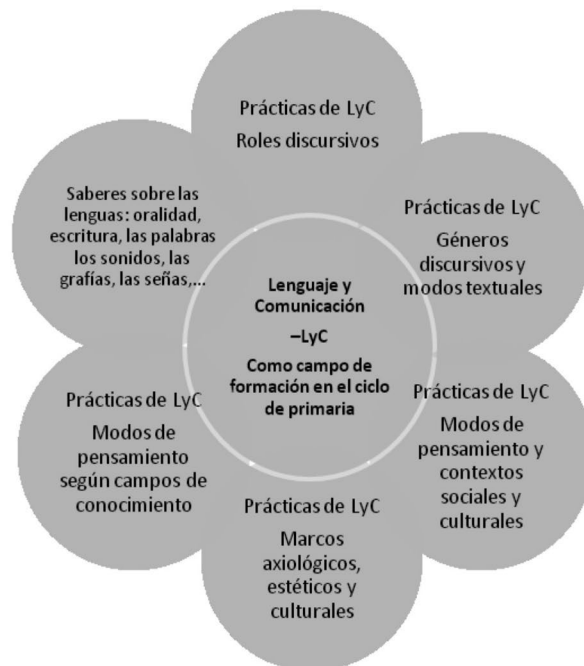 Prácticas de LyC
Roles discursivos
Prácticas de LyC
Géneros
discursivos y
modos textuales
Prácticas de LyC
Modos de
pensamiento y
contextos
sociales y
culturales
Prácticas de LyC
Marcos
axiológicos,
estéticos y
culturales
Prácticas de LyC
Modos de
pensamiento
según campos de
conocimiento
Saberes sobre las
lenguas: oralidad,
escritura, las palabras
los sonidos, las
grafías, las señas,...
Lenguaje y
Comunicación
–LyC
Como campo de
formación en el ciclo
de primaria